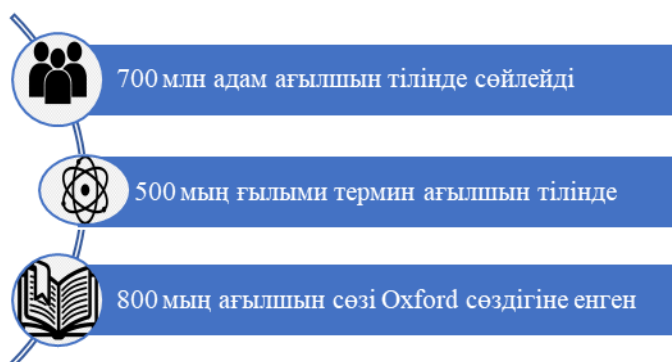 700 млн адам ағылшын тілінде сөйлейді
500 мың ғылыми термин ағылшын тілінде
800 мың ағылшын сөзі Oxford сөздігіне енген